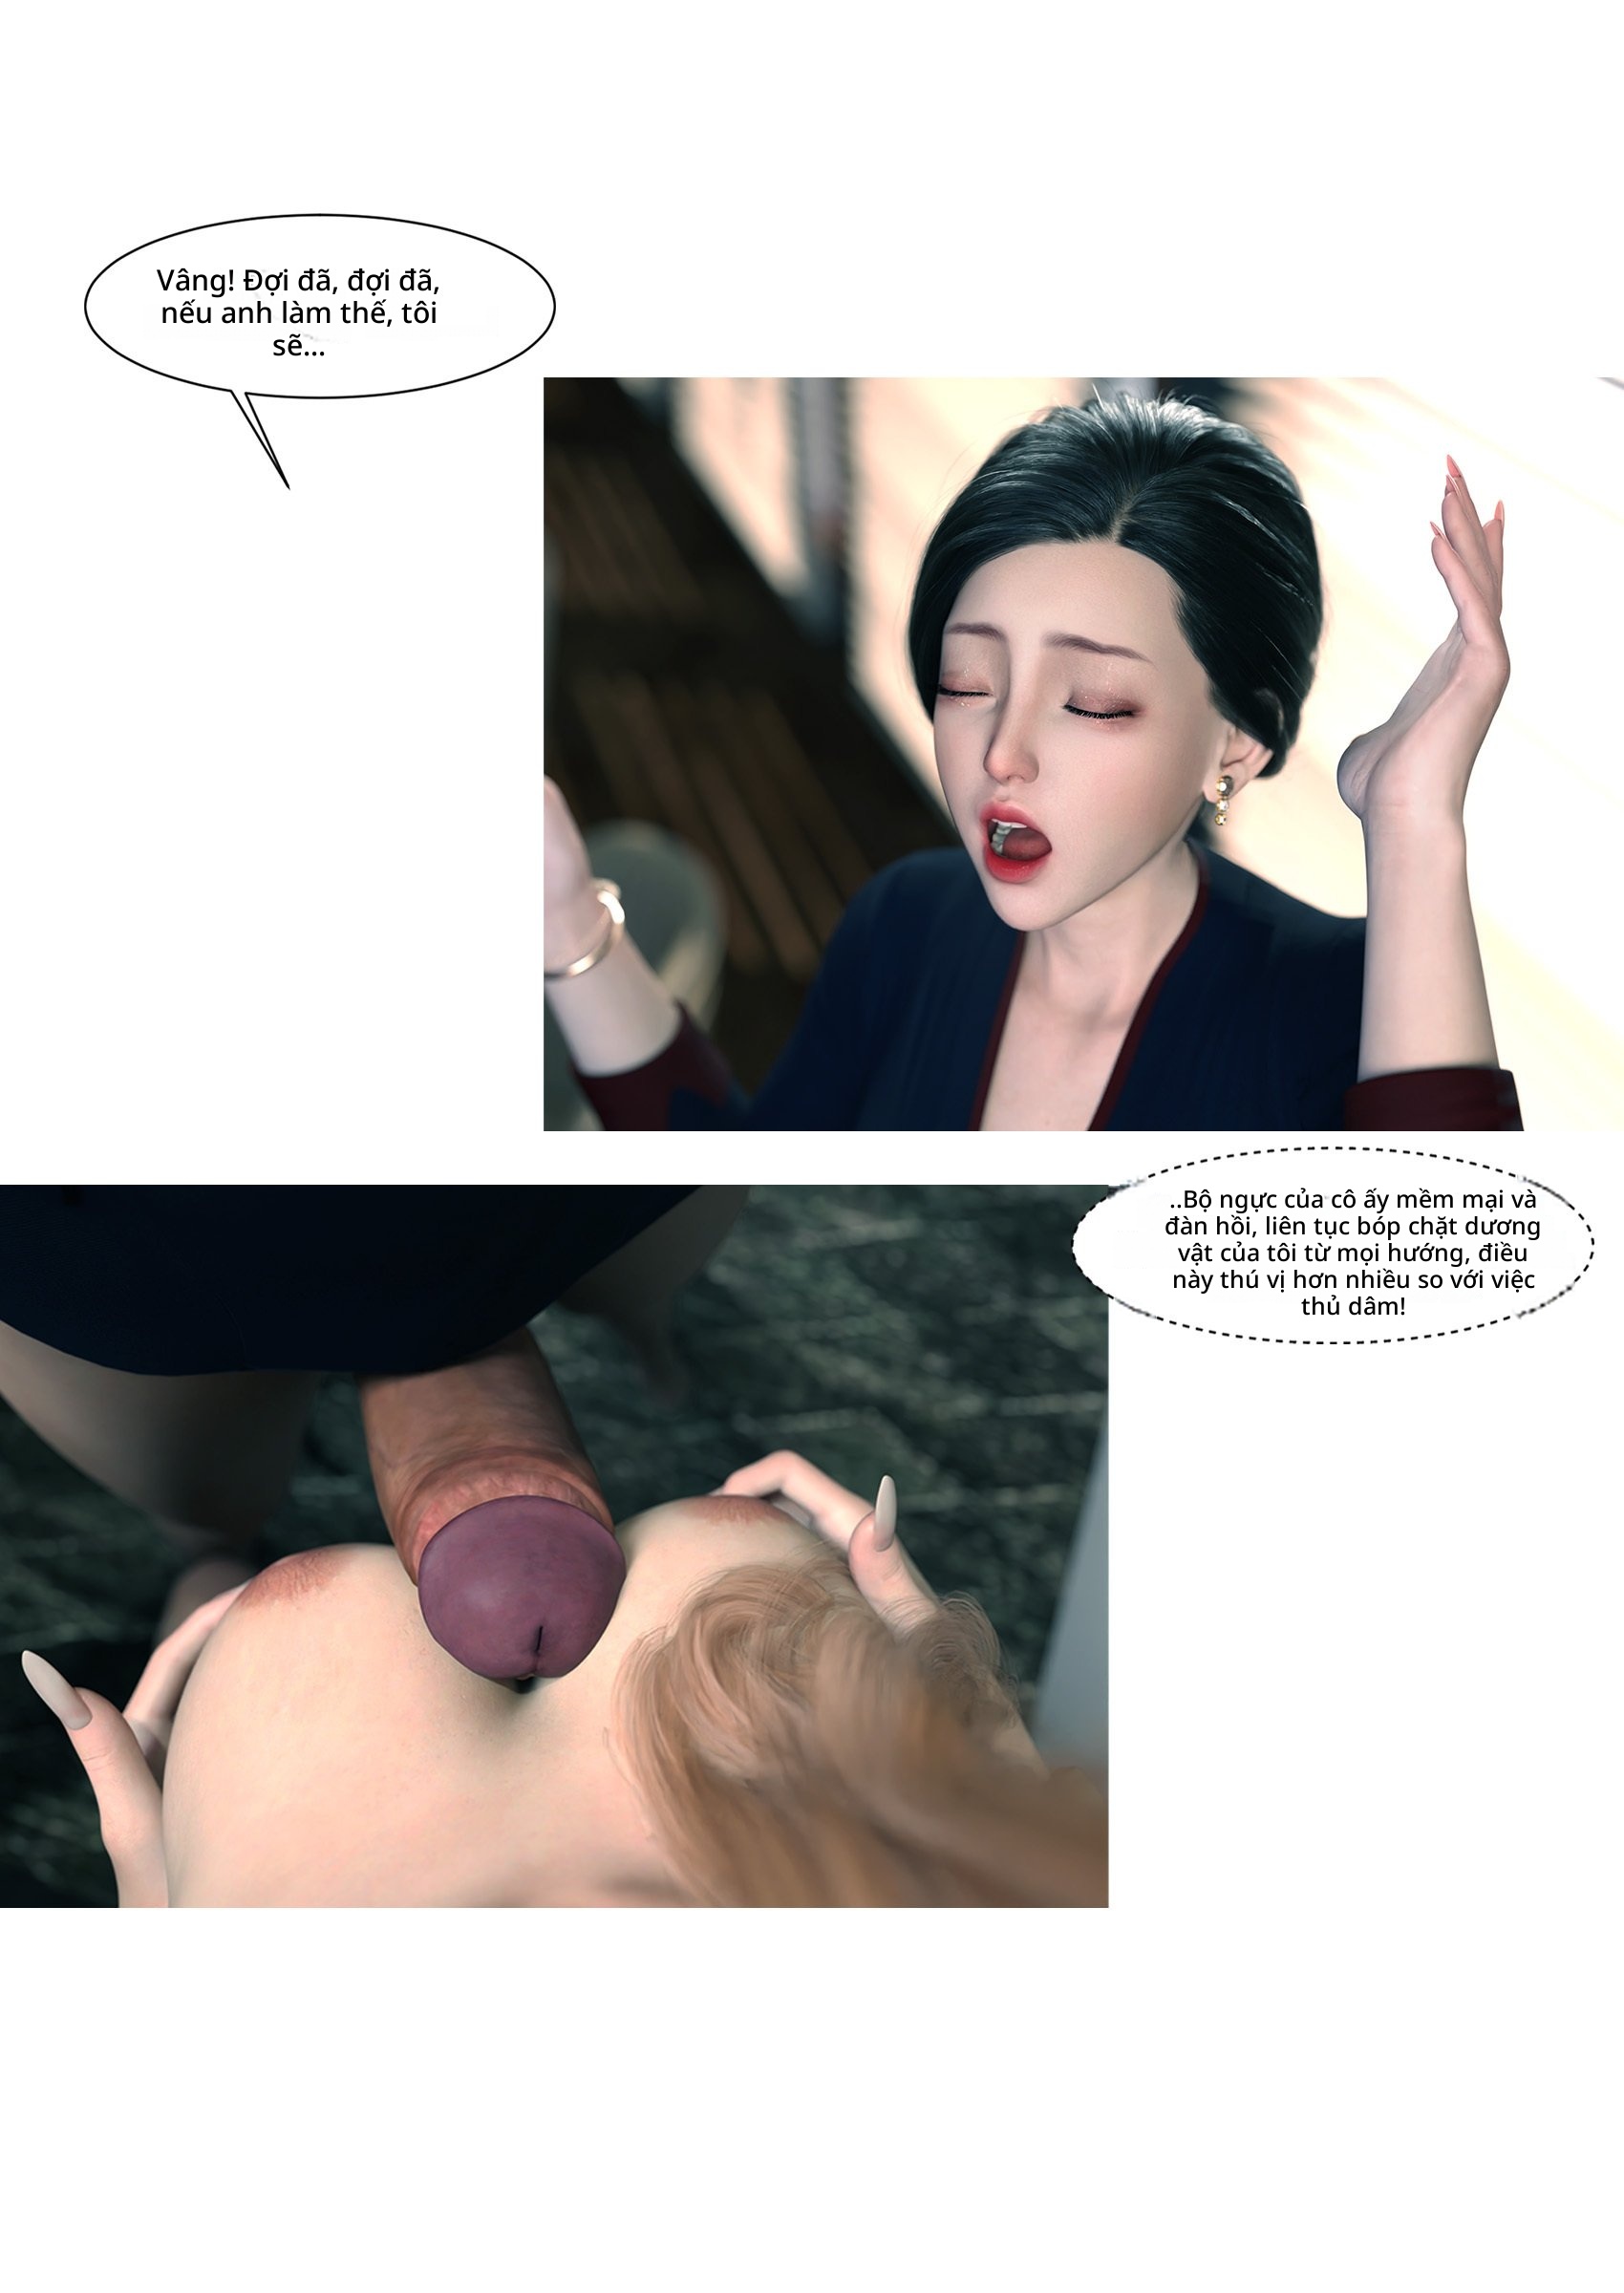 Vâng! Đợi đã, đợi đã,
nếu anh làm thế, tôi
sẽ...
..Bộ ngực của cô ấy mềm mại và
đàn hồi, liên tục bóp chặt dương
vật của tôi từ mọi hướng, điều
này thú vị hơn nhiều so với việc
thủ dâm!